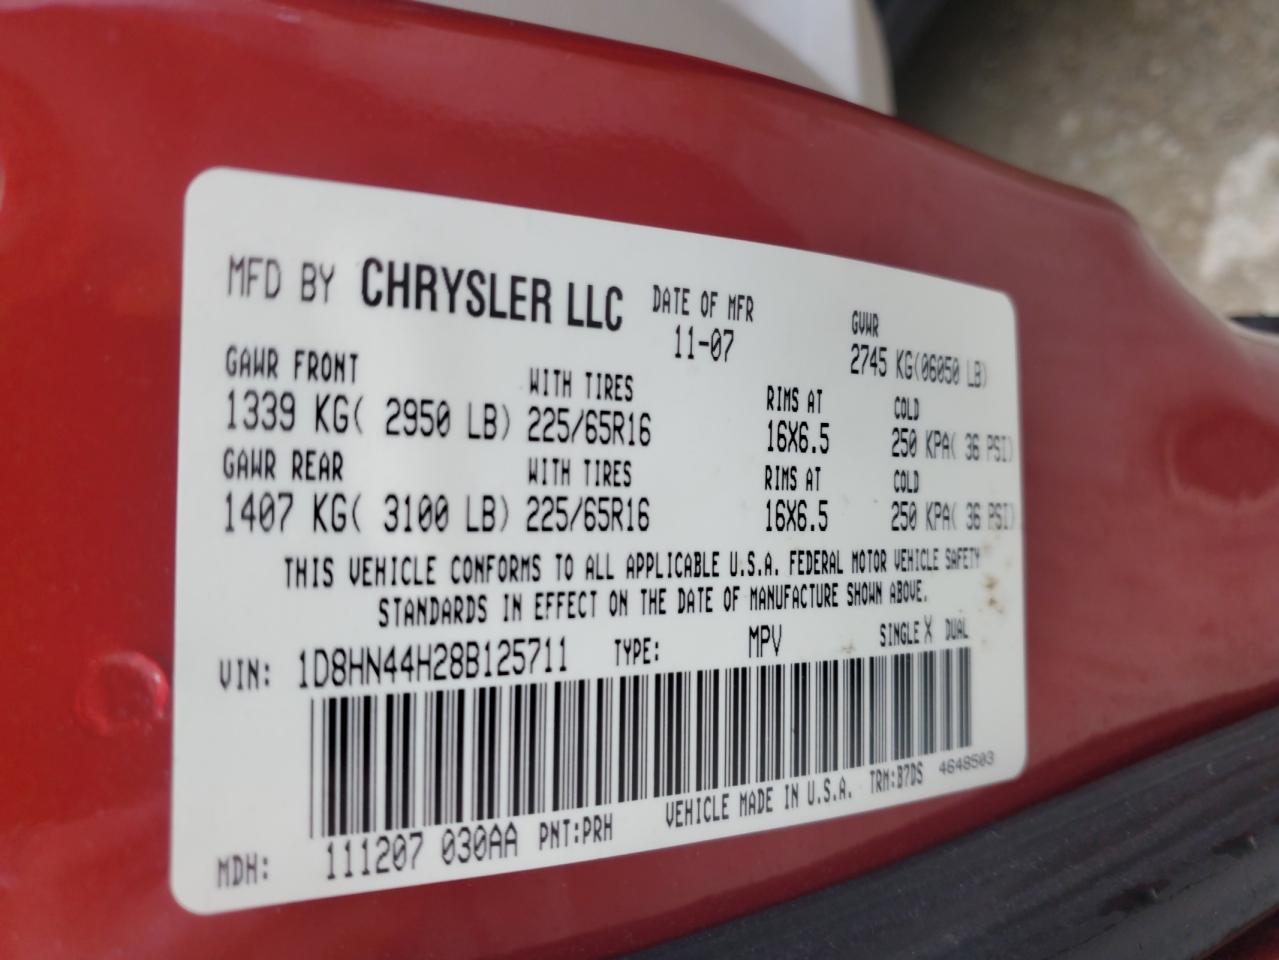 MFD BY CHRYSLER LLC DATE OF MFR 11-07 GVWR 2745 KG(06050 LB)
GAWR FRONT WITH TIRES RIMS AT COLD
1339 KG( 2950 LB) 225/65R16 16X6.5 250 KPA( 36 PSI)
GAWR REAR WITH TIRES RIMS AT COLD
1407 KG( 3100 LB) 225/65R16 16X6.5 250 KPA( 36 PSI)
THIS VEHICLE CONFORMS TO ALL APPLICABLE U.S.A. FEDERAL MOTOR VEHICLE SAFETY
STANDARDS IN EFFECT ON THE DATE OF MANUFACTURE SHOWN ABOVE.
VIN: 1D8HN44H28B125711 TYPE: MPV SINGLE X DUAL
MDH: 111207 030AA PNT:PRH VEHICLE MADE IN U.S.A. TRM:B7DS 4648503